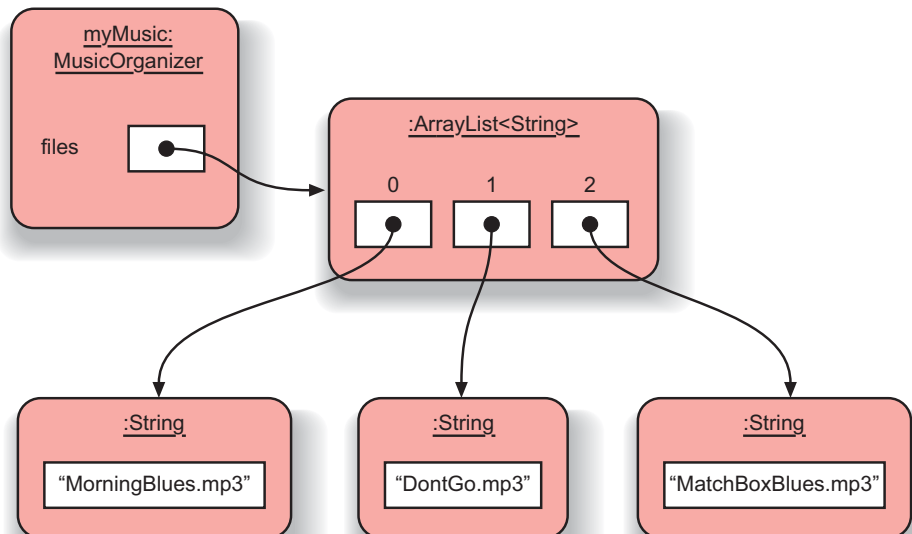 myMusic:
MusicOrganizer
files
:ArrayList<String>
0 1 2
:String
“MorningBlues.mp3”
:String
“DontGo.mp3”
:String
“MatchBoxBlues.mp3”